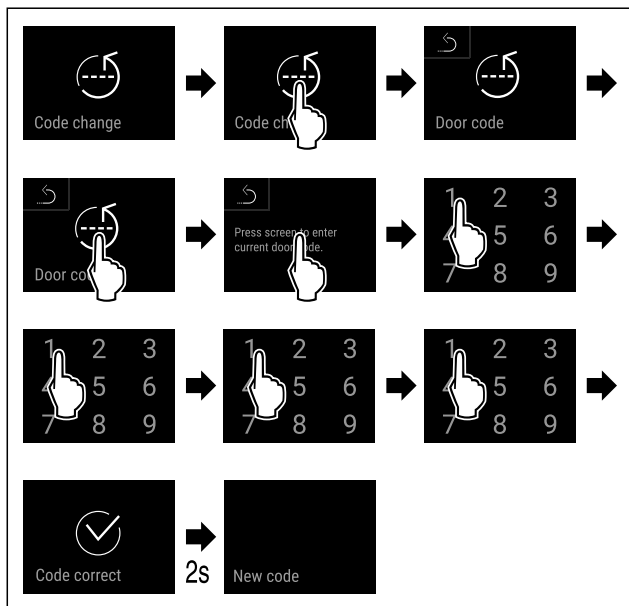 Code change
Code ch
Door code
Door co
Press screen to enter
current door code.
1 2 3
4 5 6
7 8 9
1 2 3
4 5 6
7 8 9
1 2 3
4 5 6
7 8 9
1 2 3
4 5 6
7 8 9
Code correct
2s
New code